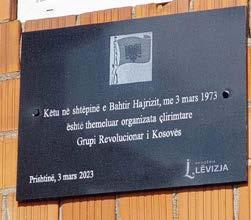 Këtu në shtëpinë e Bahtir Hajrizit, me 3 mars 1973
është themeluar organizata çlirimtare
Grupi Revolucionar i Kosovës
Prishtinë, 3 mars 2023
LËVIZJA